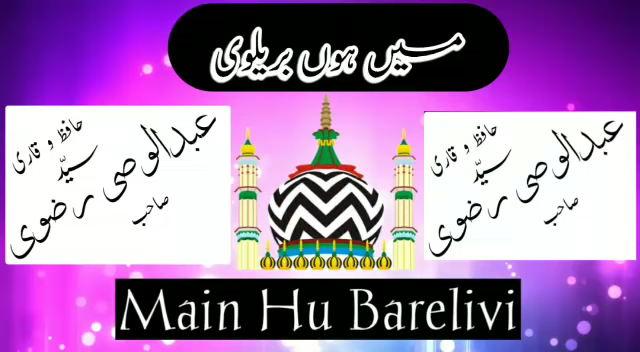 میں ہوں بریلوی
حافظ و قاری
سیّد
عبدالوصی رضوی
صاحب
حافظ و قاری
سیّد
عبدالوصی رضوی
صاحب
Main Hu Barelivi